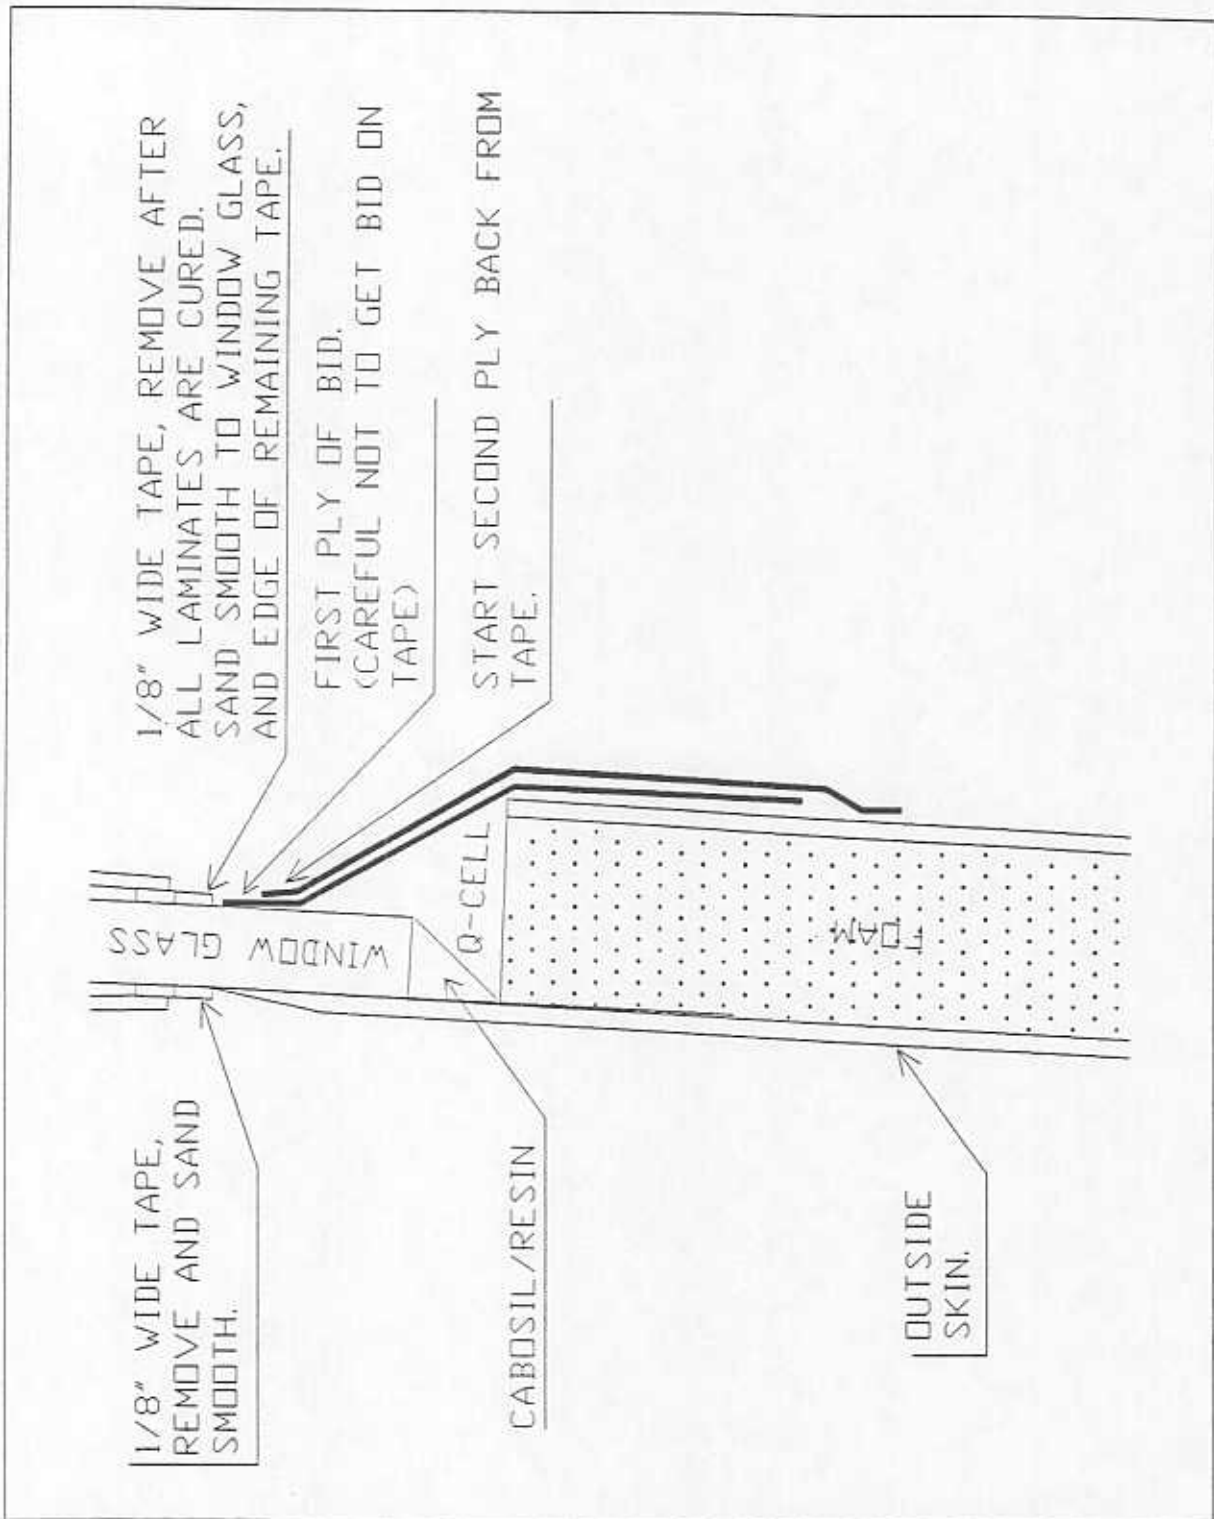 1/8" WIDE TAPE, REMOVE AFTER
ALL LAMINATES ARE CURED.
SAND SMOOTH TO WINDOW GLASS,
AND EDGE OF REMAINING TAPE.
FIRST PLY OF BID.
(CAREFUL NOT TO GET BID ON
TAPE)
START SECOND PLY BACK FROM
TAPE.
WINDOW GLASS
Q-CELL
FOAM
1/8" WIDE TAPE,
REMOVE AND SAND
SMOOTH.
CABOSIL/RESIN
OUTSIDE
SKIN.